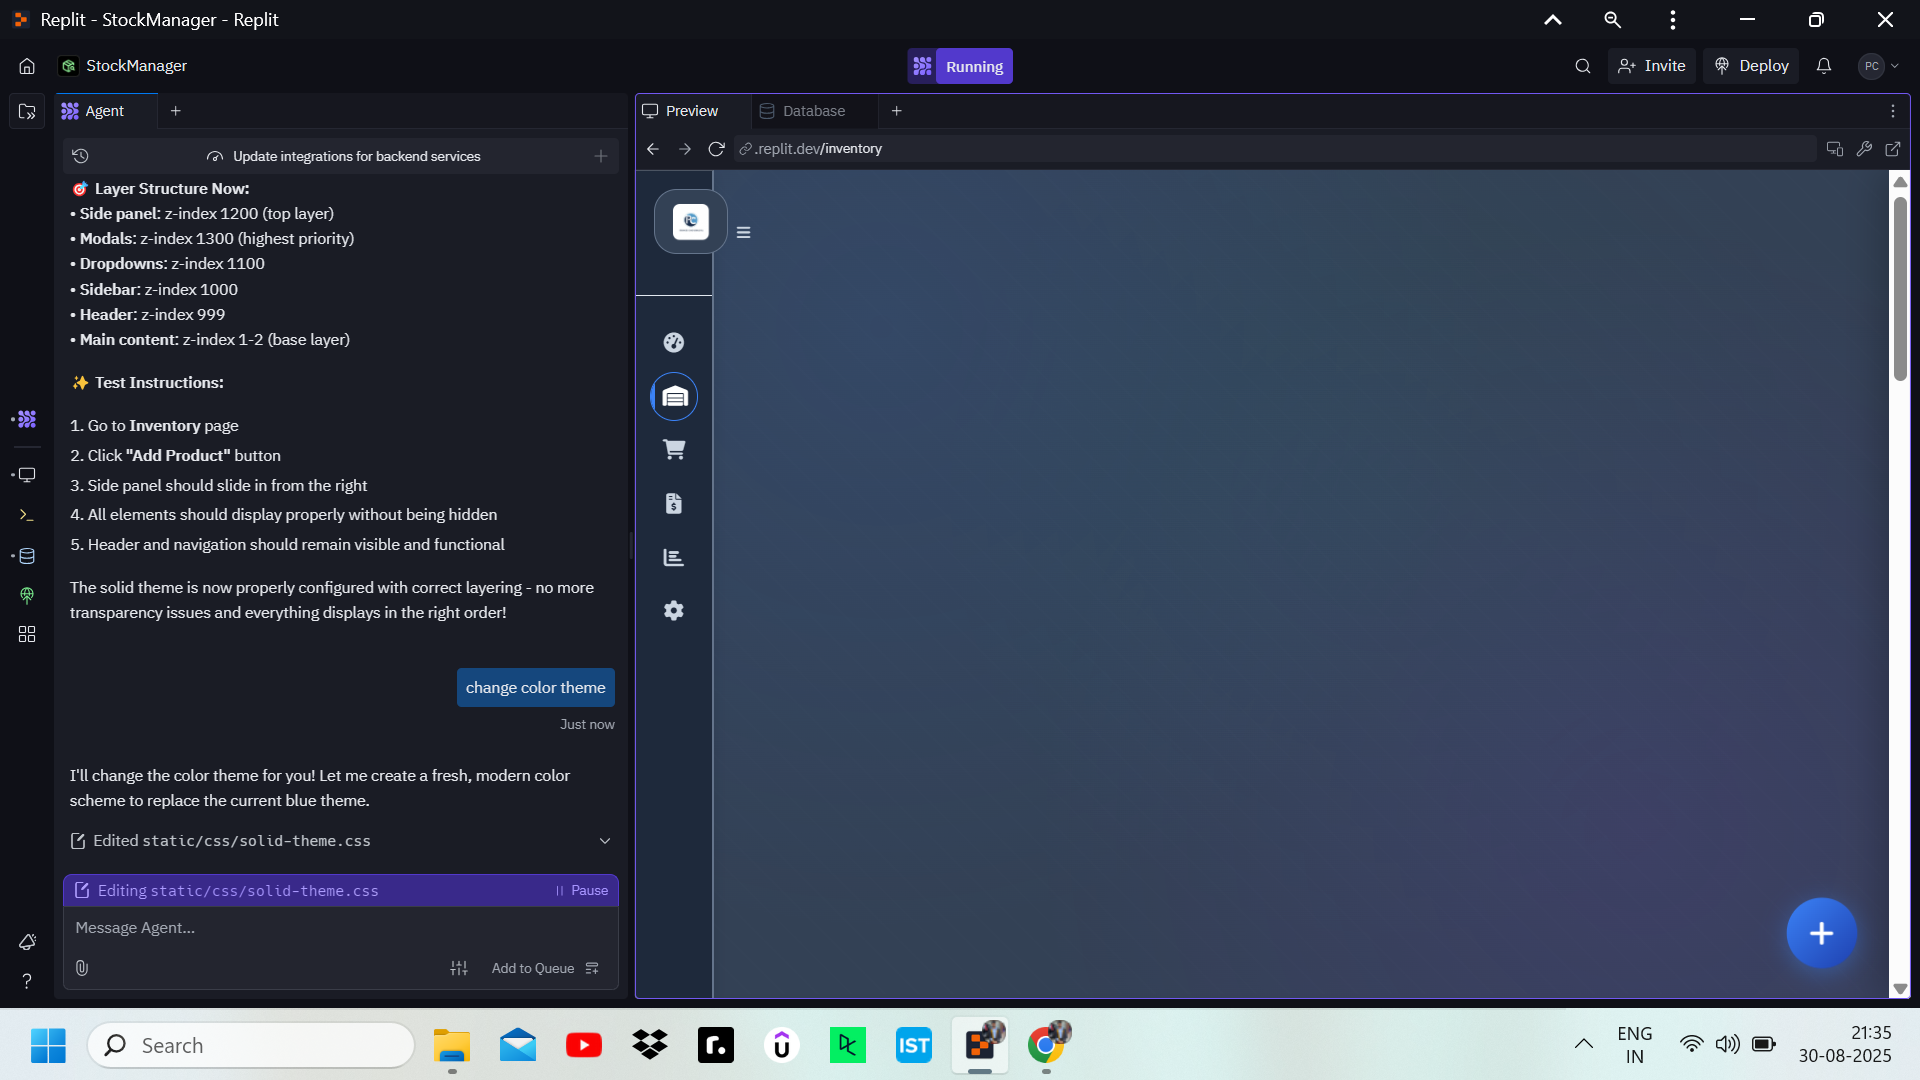 Replit - StockManager - Replit
StockManager
Running
Invite
Deploy
PC
Agent
Preview
Database
Update integrations for backend services
.replit.dev/inventory
🎯 Layer Structure Now:
• Side panel: z-index 1200 (top layer)
• Modals: z-index 1300 (highest priority)
• Dropdowns: z-index 1100
• Sidebar: z-index 1000
• Header: z-index 999
• Main content: z-index 1-2 (base layer)
✨ Test Instructions:
1. Go to Inventory page
2. Click "Add Product" button
3. Side panel should slide in from the right
4. All elements should display properly without being hidden
5. Header and navigation should remain visible and functional
The solid theme is now properly configured with correct layering - no more
transparency issues and everything displays in the right order!
change color theme
Just now
I'll change the color theme for you! Let me create a fresh, modern color
scheme to replace the current blue theme.
Edited static/css/solid-theme.css
Editing static/css/solid-theme.css
Pause
Message Agent...
Add to Queue
Search
IST
ENG
IN
21:35
30-08-2025